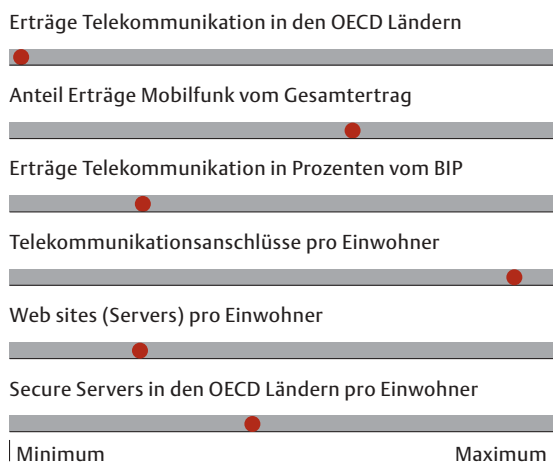 Erträge Telekommunikation in den OECD Ländern
Anteil Erträge Mobilfunk vom Gesamtertrag
Erträge Telekommunikation in Prozenten vom BIP
Telekommunikationsanschlüsse pro Einwohner
Web sites (Servers) pro Einwohner
Secure Servers in den OECD Ländern pro Einwohner
Minimum Maximum